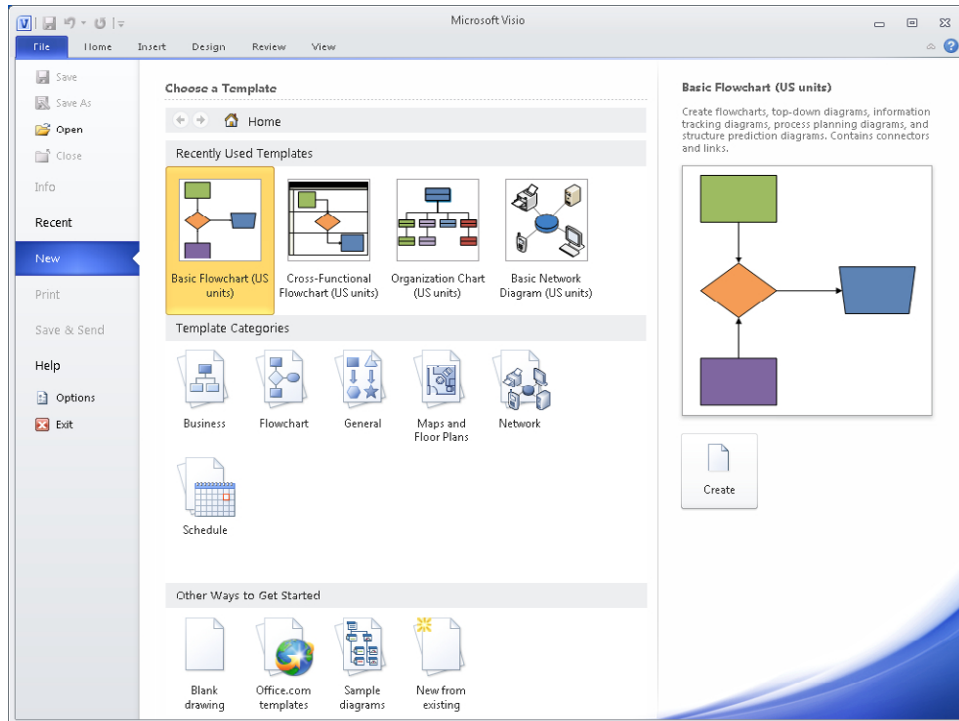 Microsoft Visio
File Home Insert Design Review View
Save
Save As
Open
Close
Info
Recent
New
Print
Save & Send
Help
Options
Exit
Choose a Template
Home
Recently Used Templates
Basic Flowchart (US
units)
Cross-Functional
Flowchart (US units)
Organization Chart
(US units)
Basic Network
Diagram (US units)
Template Categories
Business
Flowchart
General
Maps and
Floor Plans
Network
Schedule
Other Ways to Get Started
Blank
drawing
Office.com
templates
Sample
diagrams
New from
existing
Basic Flowchart (US units)
Create flowcharts, top-down diagrams, information
tracking diagrams, process planning diagrams, and
structure prediction diagrams. Contains connectors
and links.
Create